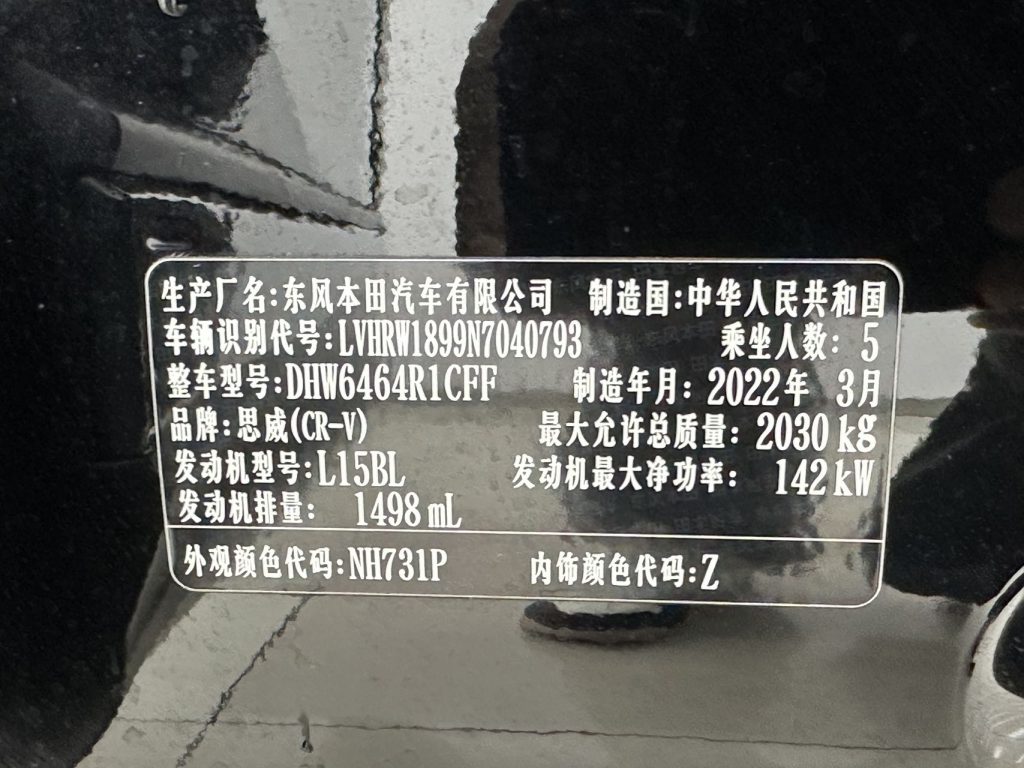 生产厂名:东风本田汽车有限公司 制造国:中华人民共和国
车辆识别代号:LVHRW1899N7040793 乘坐人数: 5
整车型号:DHW6464R1CFF 制造年月: 2022年 3月
品牌:思威(CR-V) 最大允许总质量: 2030 kg
发动机型号:L15BL 发动机最大净功率: 142 kW
发动机排量: 1498 mL
外观颜色代码:NH731P 内饰颜色代码:Z